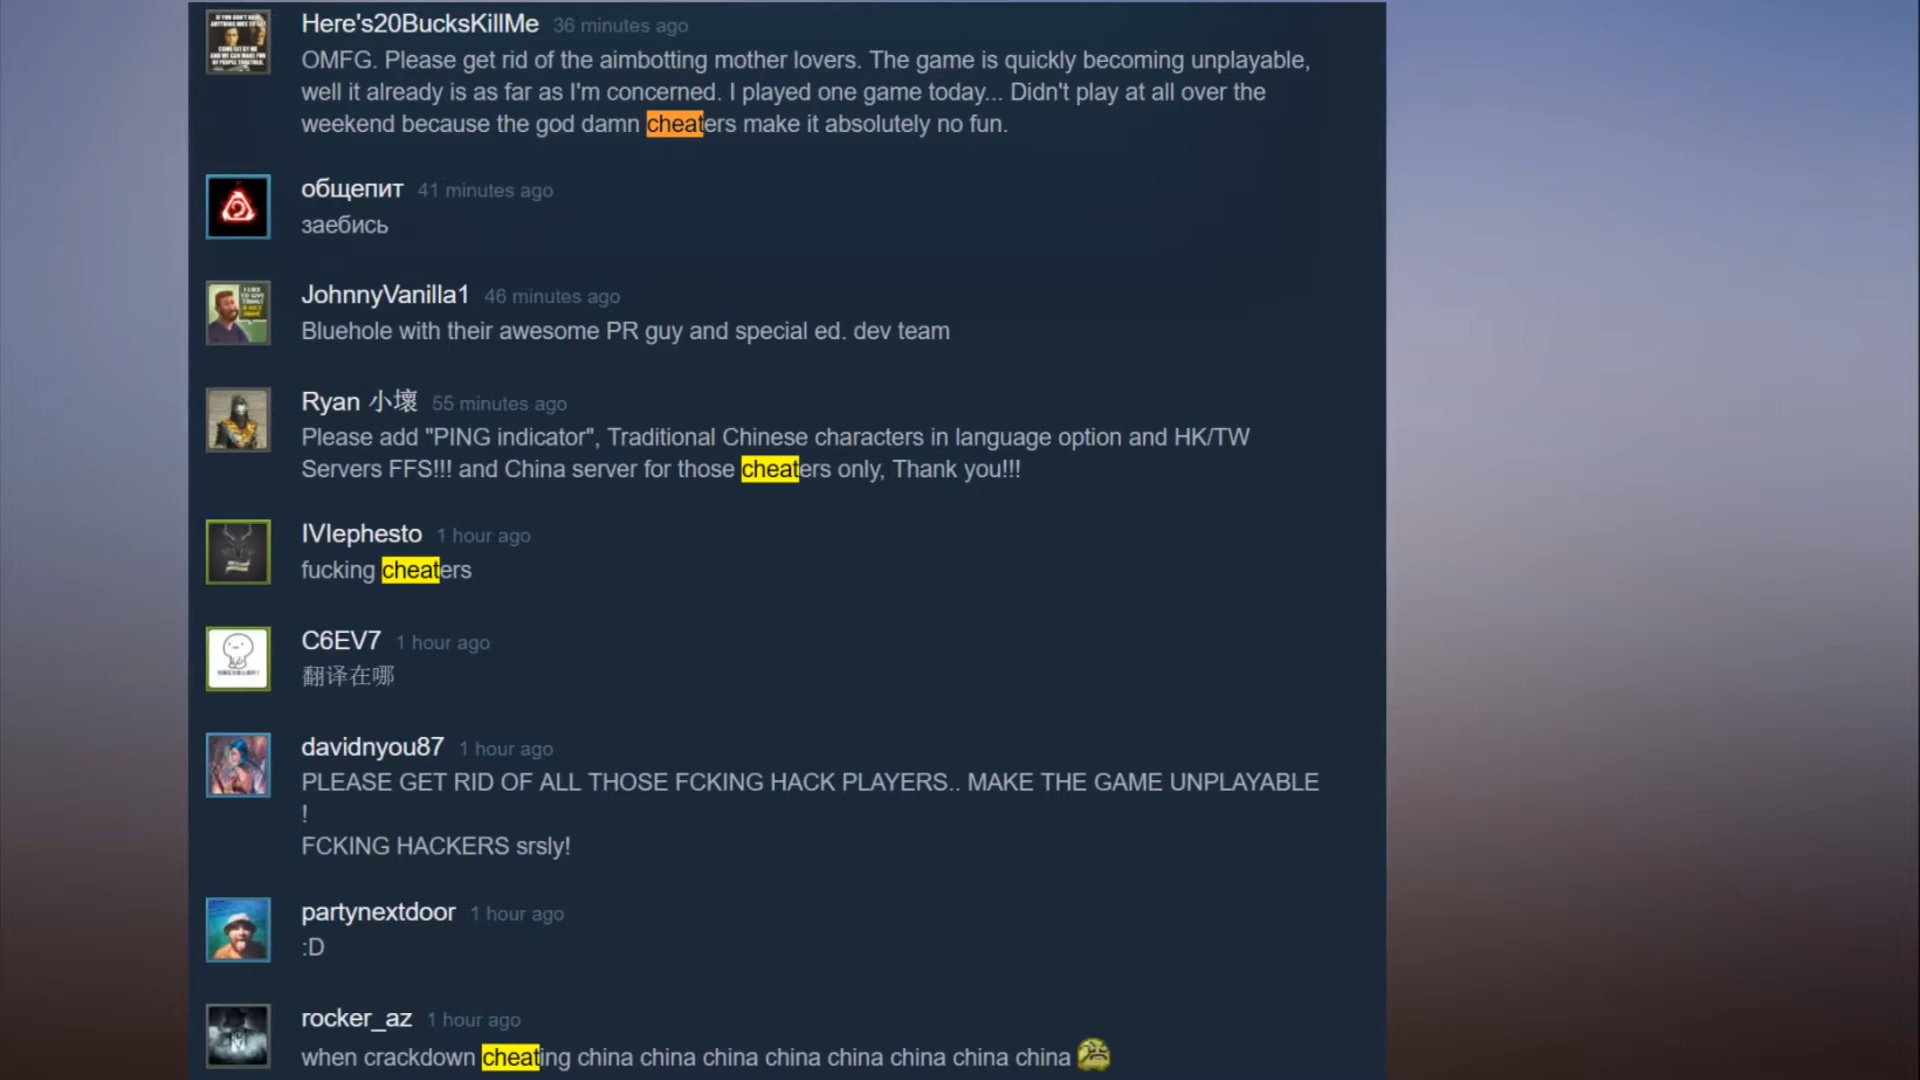 Here's20BucksKillMe 36 minutes ago
OMFG. Please get rid of the aimbotting mother lovers. The game is quickly becoming unplayable,
well it already is as far as I'm concerned. I played one game today... Didn't play at all over the
weekend because the god damn cheaters make it absolutely no fun.
общепит 41 minutes ago
заебись
JohnnyVanilla1 46 minutes ago
Bluehole with their awesome PR guy and special ed. dev team
Ryan 小壞 55 minutes ago
Please add "PING indicator", Traditional Chinese characters in language option and HK/TW
Servers FFS!!! and China server for those cheaters only, Thank you!!!
IVIephesto 1 hour ago
fucking cheaters
C6EV7 1 hour ago
翻译在哪
davidnyou87 1 hour ago
PLEASE GET RID OF ALL THOSE FCKING HACK PLAYERS.. MAKE THE GAME UNPLAYABLE
!
FCKING HACKERS srsly!
partynextdoor 1 hour ago
:D
rocker_az 1 hour ago
when crackdown cheating china china china china china china china china